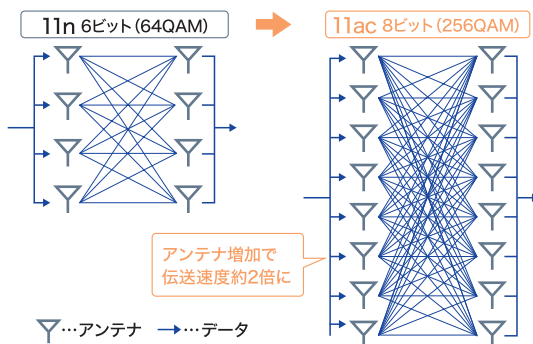 11n 6ビット(64QAM)
11ac 8ビット(256QAM)
アンテナ増加で
伝送速度約2倍に
…アンテナ
…データ